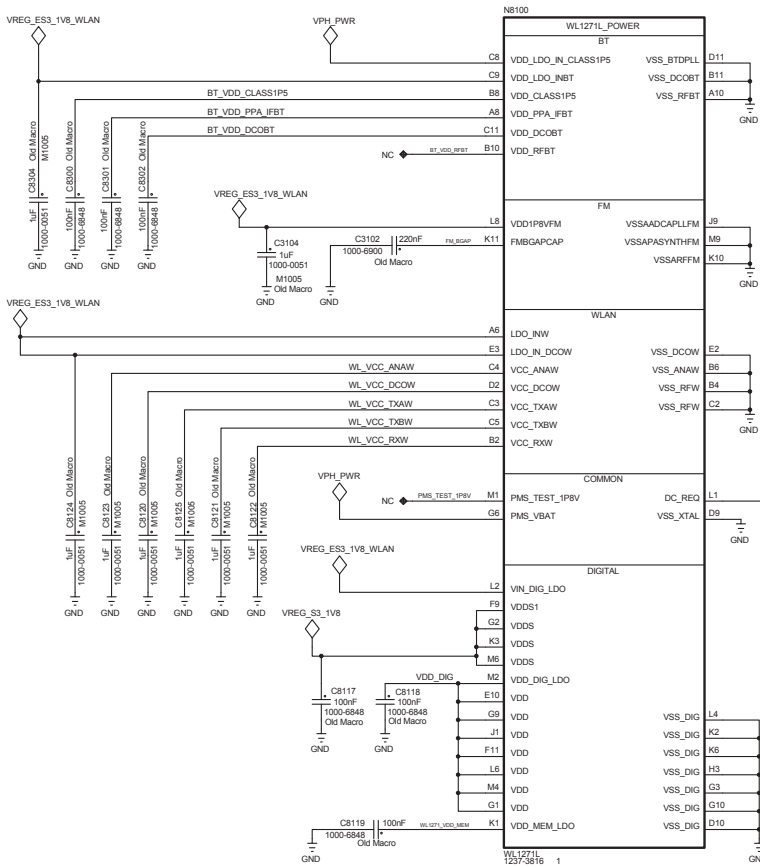 N8100
WL1271L_POWER
VREG_ES3_1V8_WLAN
VPH_PWR
BT
C8 VDD_LDO_IN_CLASS1P5 VSS_BTDPLL D11
C9 VDD_LDO_INBT VSS_DCOBT B11
BT_VDD_CLASS1P5 B8 VDD_CLASS1P5 VSS_RFBT A10
BT_VDD_PPA_IFBT A8 VDD_PPA_IFBT
GND
BT_VDD_DCOBT C11 VDD_DCOBT
NC BT_VDD_RFBT B10 VDD_RFBT
C8304 Old Macro
M1005
1uF
1000-0051
C8300 Old Macro
100nF
1000-6848
C8301 Old Macro
100nF
1000-6848
C8302 Old Macro
100nF
1000-6848
GND GND GND GND
VREG_ES3_1V8_WLAN
FM
L8 VDD1P8VFM VSSAADCAPLLFM J9
C3102 220nF FM_BGAP K11 FMBGAPCAP VSSAPASYNTHFM M9
1000-6900
Old Macro
VSSARFFM K10
C3104
1uF
1000-0051
M1005
Old Macro
GND GND GND
VREG_ES3_1V8_WLAN
WLAN
A6 LDO_INW
E3 LDO_IN_DCOW VSS_DCOW E2
WL_VCC_ANAW C4 VCC_ANAW VSS_ANAW B6
WL_VCC_DCOW D2 VCC_DCOW VSS_RFW B4
WL_VCC_TXAW C3 VCC_TXAW VSS_RFW C2
WL_VCC_TXBW C5 VCC_TXBW
GND
WL_VCC_RXW B2 VCC_RXW
C8124 Old Macro
1uF M1005
1000-0051
C8123 Old Macro
1uF M1005
1000-0051
C8120 Old Macro
1uF M1005
1000-0051
C8125 Old Macro
1uF M1005
1000-0051
C8121 Old Macro
1uF M1005
1000-0051
C8122 Old Macro
1uF M1005
1000-0051
GND GND GND GND GND GND
VPH_PWR
COMMON
NC PMS_TEST_1P8V M1 PMS_TEST_1P8V DC_REQ L1
G6 PMS_VBAT VSS_XTAL D9
GND
VREG_ES3_1V8_WLAN
DIGITAL
L2 VIN_DIG_LDO
VREG_S3_1V8
F9 VDDS1
G2 VDDS
K3 VDDS
M6 VDDS
VDD_DIG M2 VDD_DIG_LDO
E10 VDD
G9 VDD VSS_DIG L4
J1 VDD VSS_DIG K2
F11 VDD VSS_DIG K6
L6 VDD VSS_DIG H3
M4 VDD VSS_DIG G3
G1 VDD VSS_DIG G10
C8117
100nF
1000-6848
Old Macro
GND
C8118
100nF
1000-6848
Old Macro
GND
C8119 100nF WL1271_VDD_MEM K1 VDD_MEM_LDO VSS_DIG D10
1000-6848
Old Macro
GND GND
WL1271L
1237-3816 1